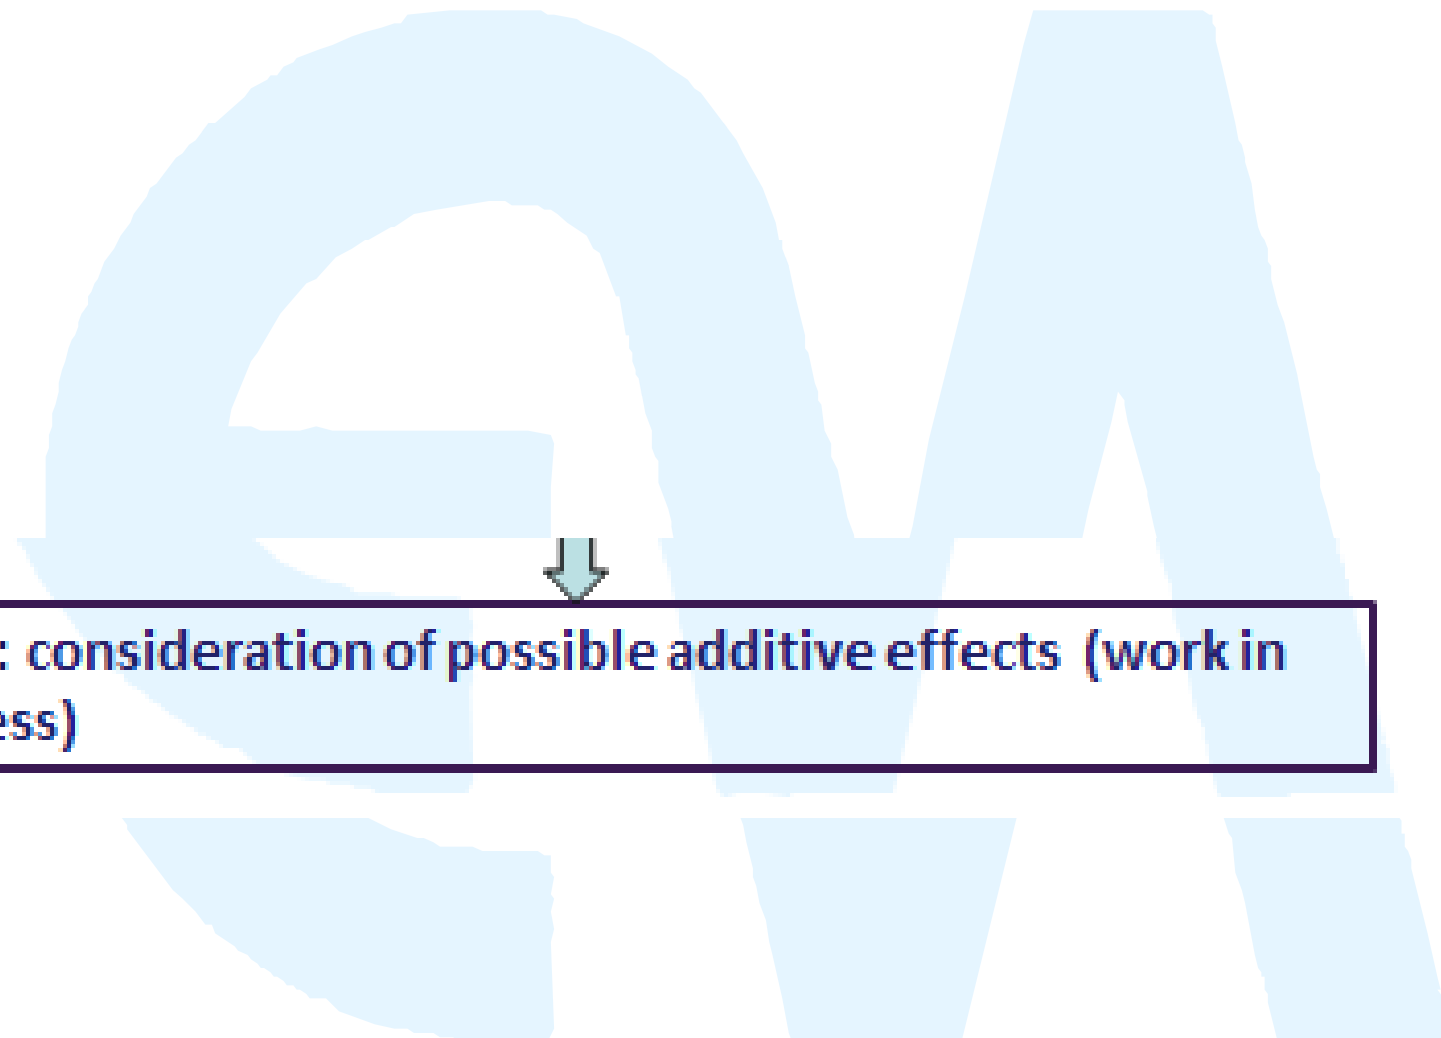 : consideration of possible additive effects (work in
ess)